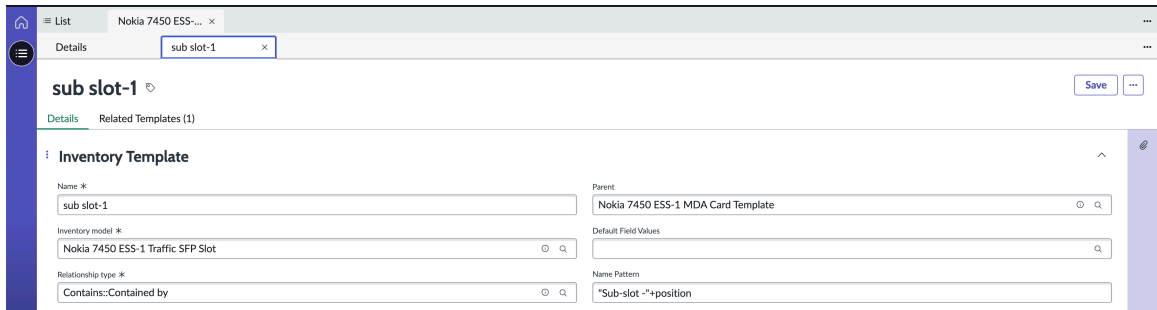 List
Nokia 7450 ESS-... ×
Details
sub slot-1 ×
sub slot-1
Save
Details
Related Templates (1)
Inventory Template
Name *
Parent
sub slot-1
Nokia 7450 ESS-1 MDA Card Template
Inventory model *
Default Field Values
Nokia 7450 ESS-1 Traffic SFP Slot
Relationship type *
Name Pattern
Contains::Contained by
"Sub-slot -"+position